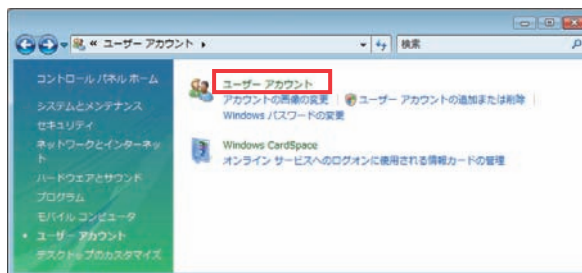 « ユーザー アカウント
検索
コントロール パネル ホーム
システムとメンテナンス
セキュリティ
ネットワークとインターネッ
ト
ハードウェアとサウンド
プログラム
モバイル コンピュータ
• ユーザー アカウント
デスクトップのカスタマイズ
ユーザー アカウント
アカウントの画像の変更 | ユーザー アカウントの追加または削除 |
Windows パスワードの変更
Windows CardSpace
オンライン サービスへのログオンに使用される情報カードの管理